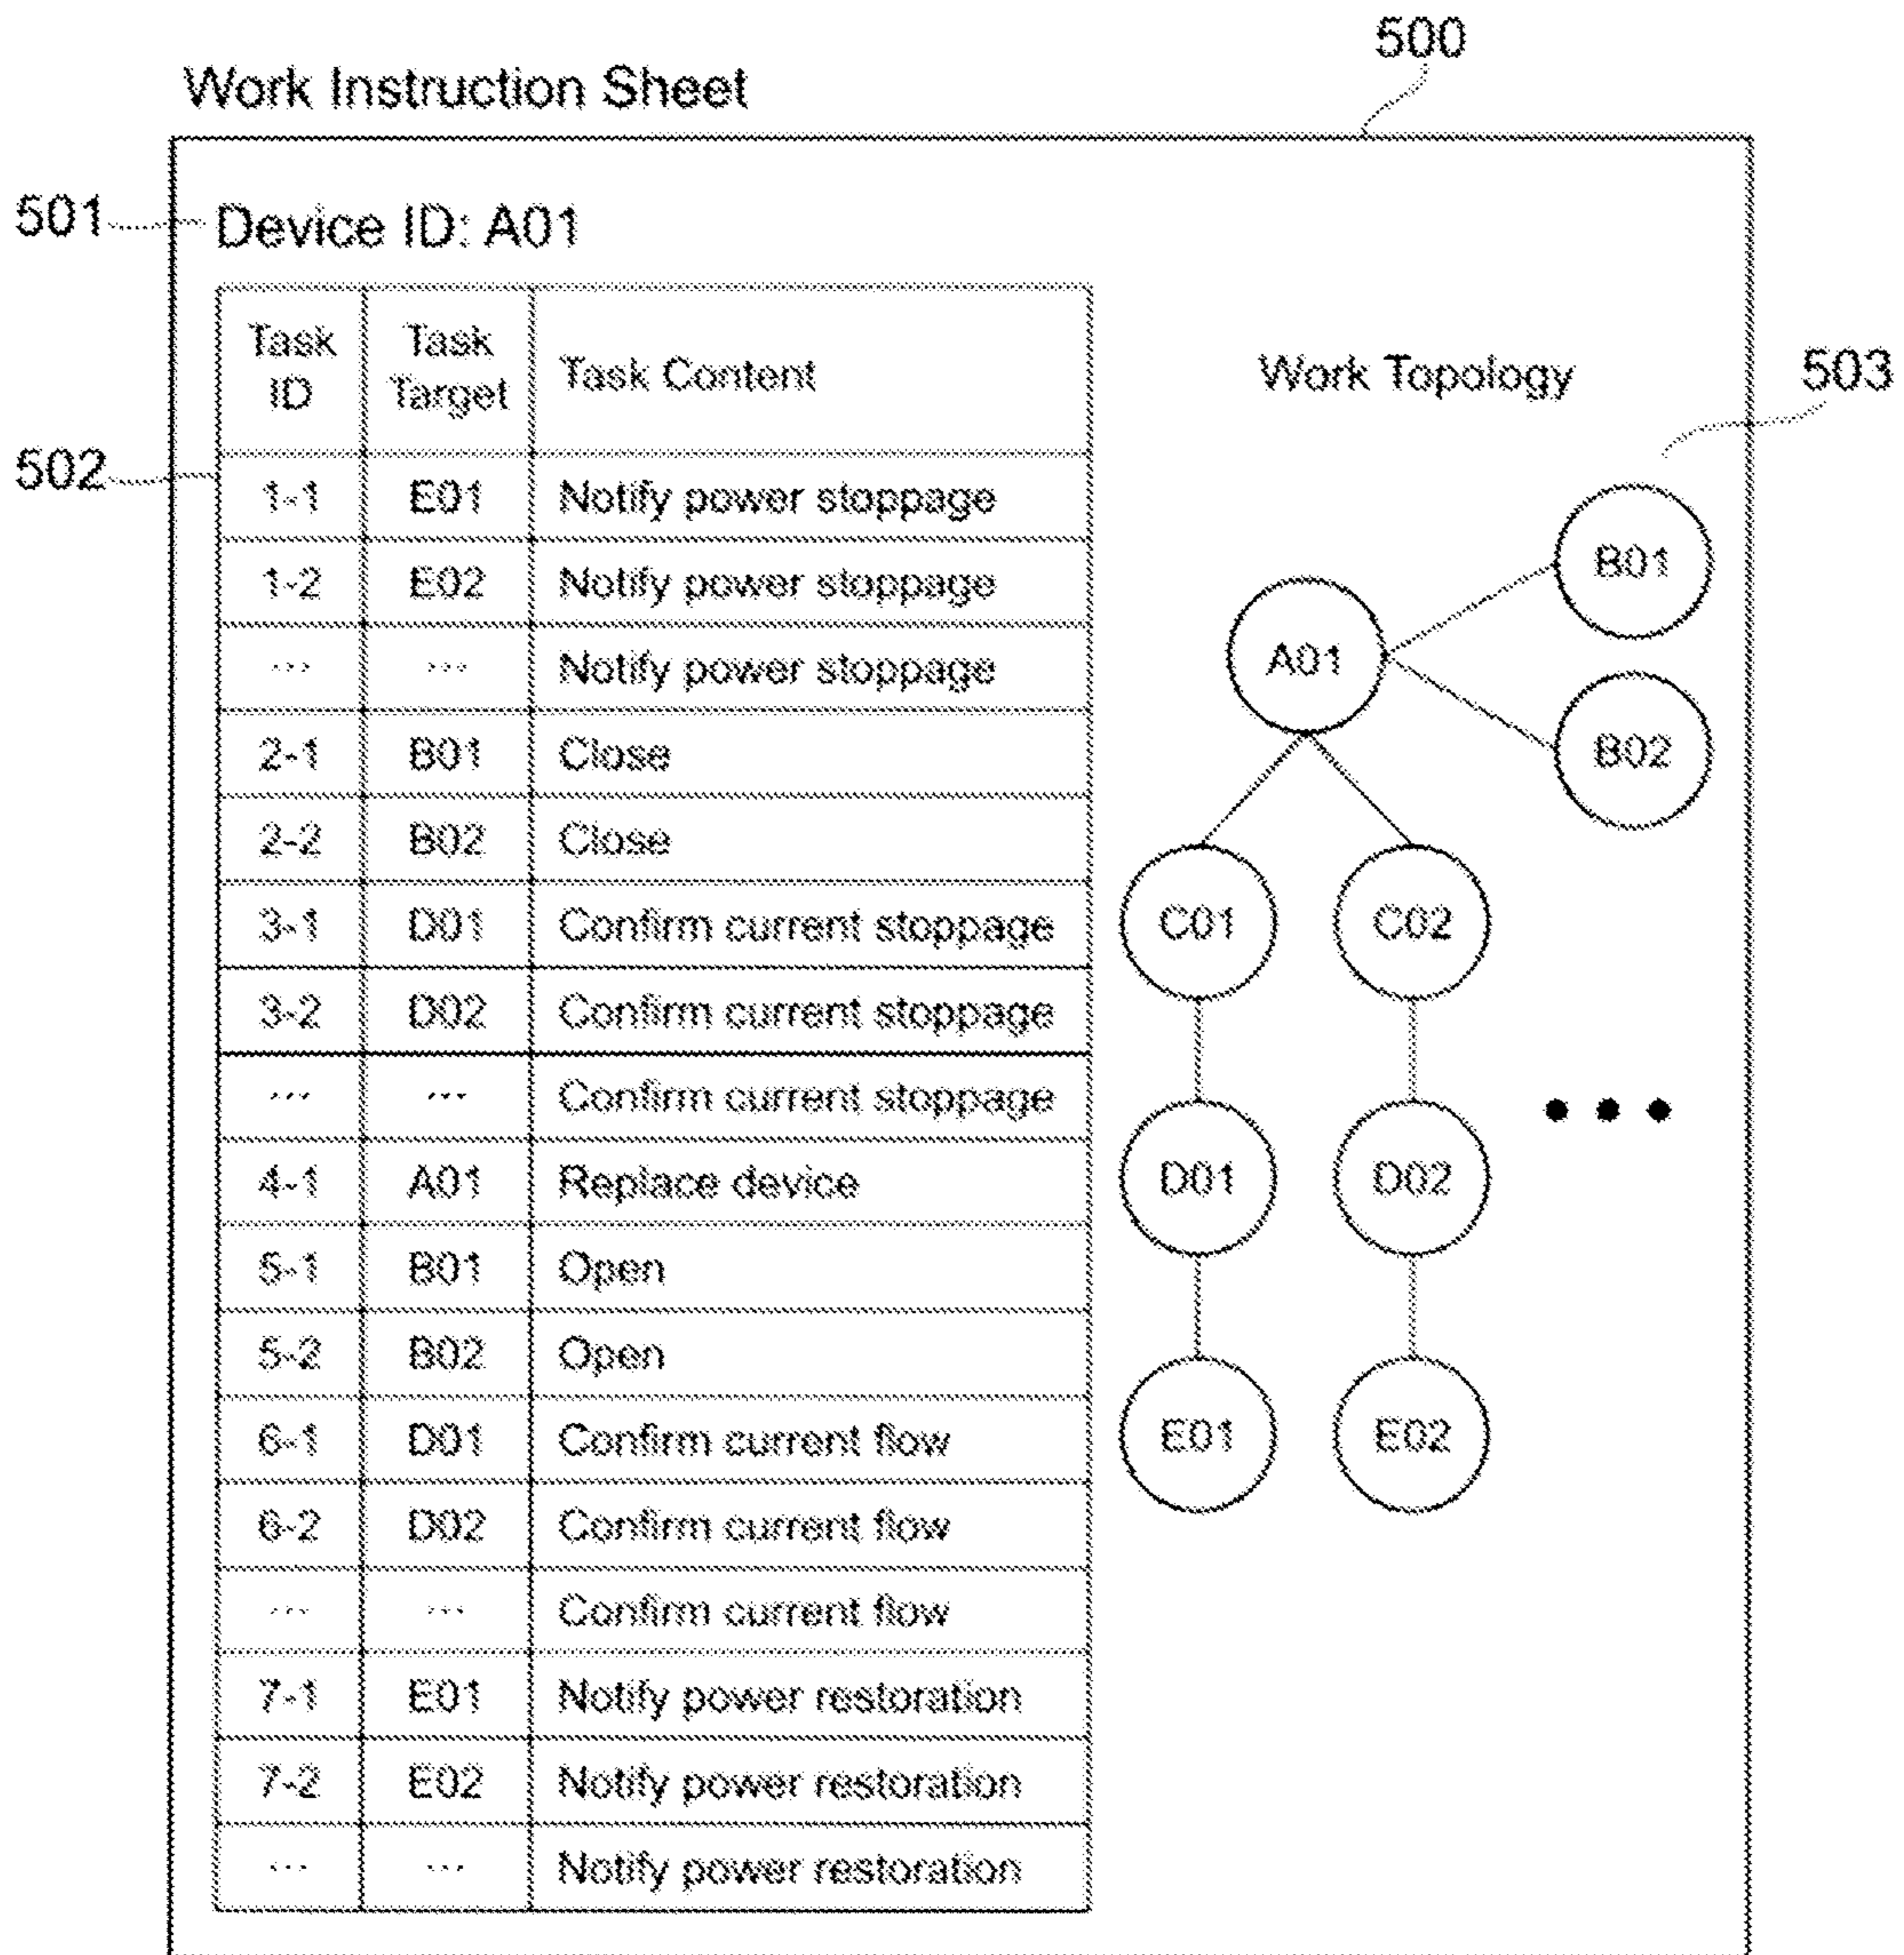 500
Work Instruction Sheet
501
Device ID: A01
Task ID Task Target Task Content
502
1-1 E01 Notify power stoppage
1-2 E02 Notify power stoppage
... ... Notify power stoppage
2-1 B01 Close
2-2 B02 Close
3-1 D01 Confirm current stoppage
3-2 D02 Confirm current stoppage
... ... Confirm current stoppage
4-1 A01 Replace device
5-1 B01 Open
5-2 B02 Open
6-1 D01 Confirm current flow
6-2 D02 Confirm current flow
... ... Confirm current flow
7-1 E01 Notify power restoration
7-2 E02 Notify power restoration
... ... Notify power restoration
Work Topology
503
B01
A01
B02
C01 C02
D01 D02 • • •
E01 E02